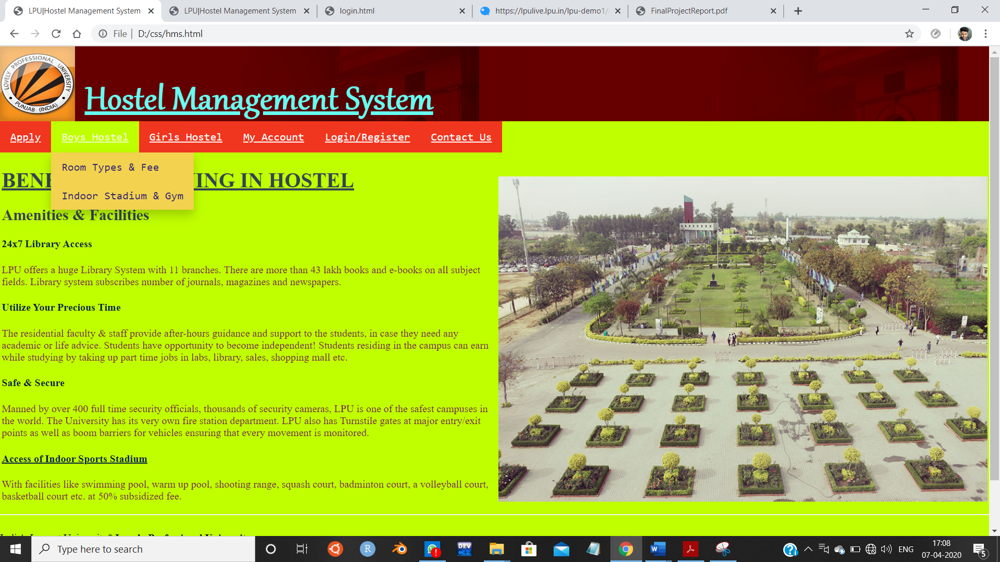 LPU|Hostel Management System
LPU|Hostel Management System
login.html
https://lpulive.lpu.in/lpu-demo1/
FinalProjectReport.pdf
File | D:/css/hms.html
LOVELY PROFESSIONAL UNIVERSITY
PUNJAB (INDIA)
Hostel Management System
Apply Boys Hostel Girls Hostel My Account Login/Register Contact Us
Room Types & Fee
Indoor Stadium & Gym
BENE ING IN HOSTEL
Amenities & Facilities
24x7 Library Access
LPU offers a huge Library System with 11 branches. There are more than 43 lakh books and e-books on all subject
fields. Library system subscribes number of journals, magazines and newspapers.
Utilize Your Precious Time
The residential faculty & staff provide after-hours guidance and support to the students, in case they need any
academic or life advice. Students have opportunity to become independent! Students residing in the campus can earn
while studying by taking up part time jobs in labs, library, sales, shopping mall etc.
Safe & Secure
Manned by over 400 full time security officials, thousands of security cameras, LPU is one of the safest campuses in
the world. The University has its very own fire station department. LPU also has Turnstile gates at major entry/exit
points as well as boom barriers for vehicles ensuring that every movement is monitored.
Access of Indoor Sports Stadium
With facilities like swimming pool, warm up pool, shooting range, squash court, badminton court, a volleyball court,
basketball court etc. at 50% subsidized fee.
Type here to search
R
DEV
C++
W
ENG
17:08
07-04-2020
5